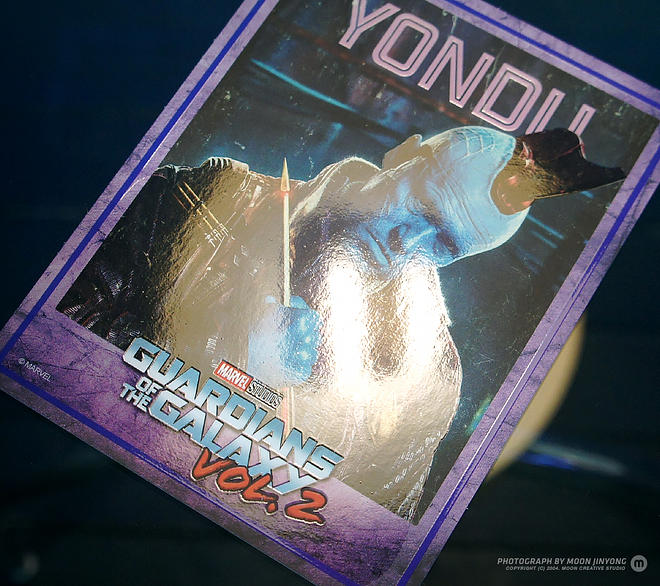 YONDU
© MARVEL
MARVEL
STUDIOS
GUARDIANS
OF
THE GALAXY
VOL. 2
PHOTOGRAPH BY MOON JINYONG
COPYRIGHT (C) 2004. MOON CREATIVE STUDIO
m